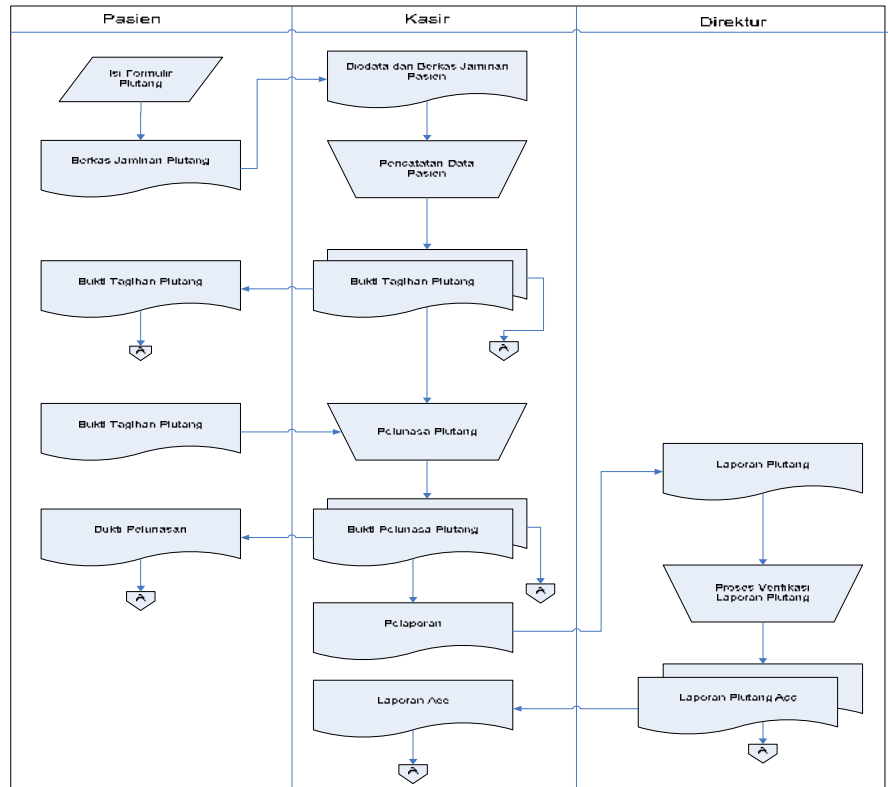 Pasien
Kasir
Direktur
Isi Formulir
Piutang
Berkas Jaminan Piutang
Biodata dan Berkas Jaminan
Pasien
Pencatatan Data
Pasien
Bukti Tagihan Piutang
Bukti Tagihan Piutang
A
A
Bukti Tagihan Piutang
Pelunasa Piutang
Laporan Piutang
Bukti Pelunasan
Bukti Pelunasa Piutang
A
A
Proses Verifikasi
Laporan Piutang
Pelaporan
Laporan Acc
Laporan Piutang Acc
A
A